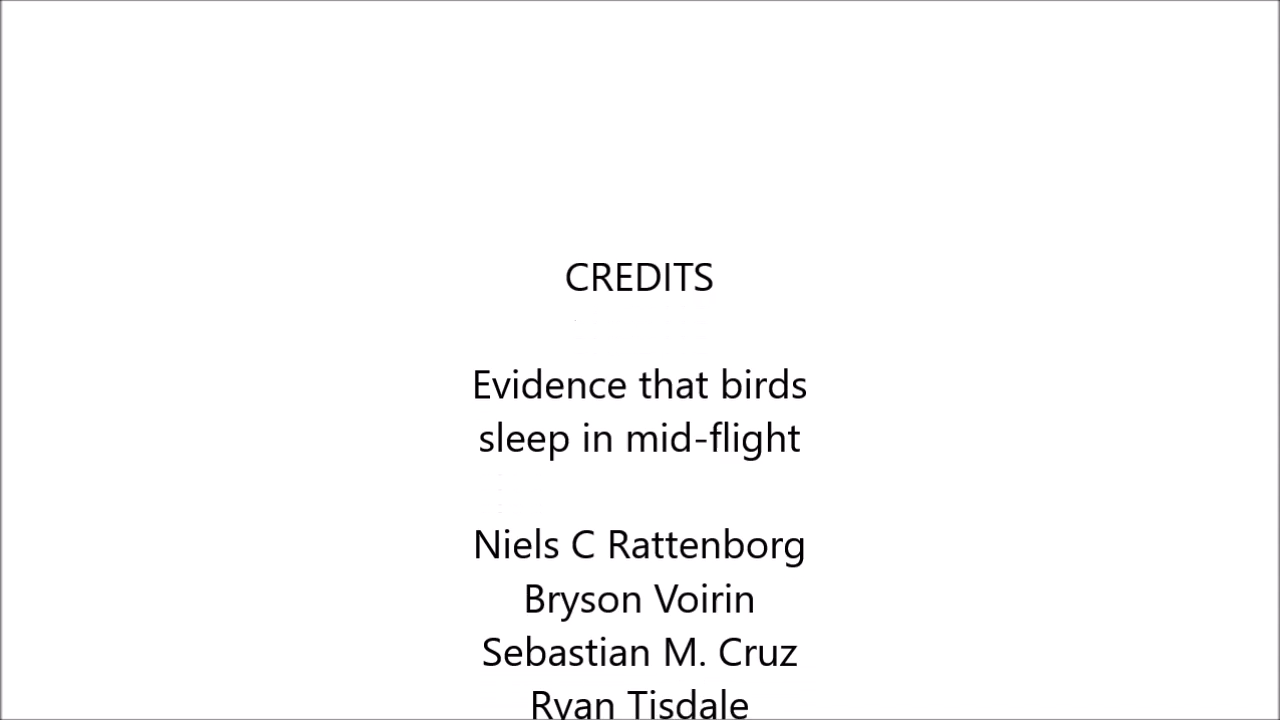 CREDITS
Evidence that birds
sleep in mid-flight
Niels C Rattenborg
Bryson Voirin
Sebastian M. Cruz
Ryan Tisdale